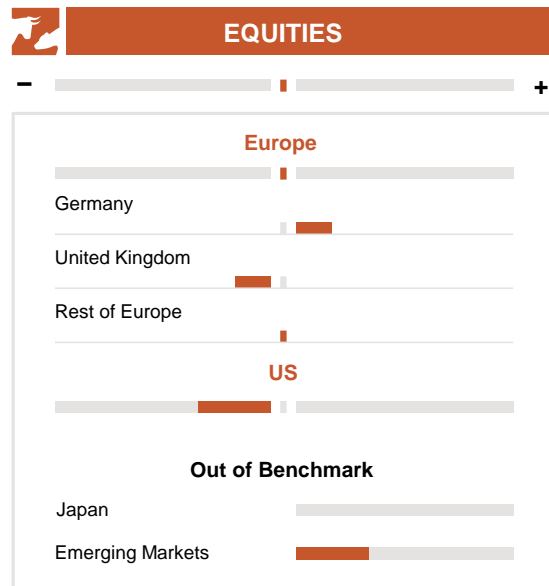 EQUITIES
– +
Europe
Germany
United Kingdom
Rest of Europe
US
Out of Benchmark
Japan
Emerging Markets